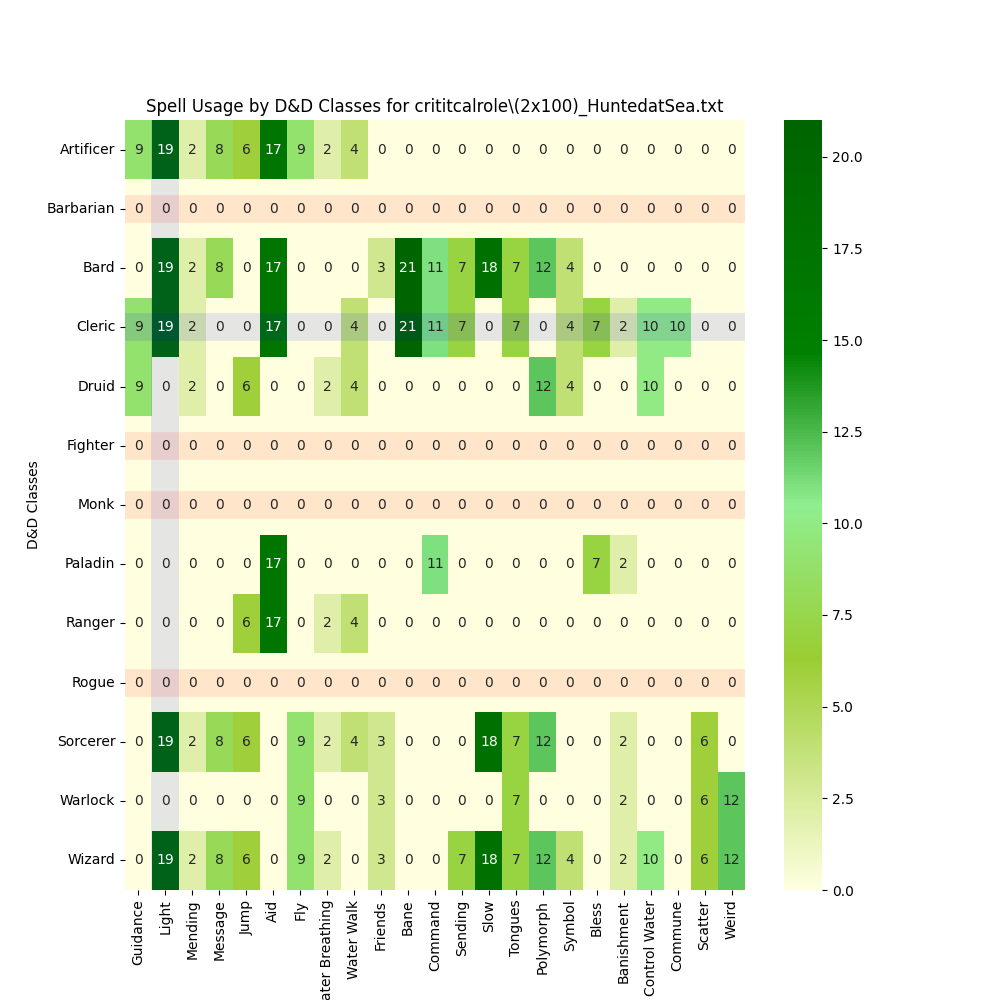 Spell Usage by D&D Classes for crititcalrole\(2x100)_HuntedatSea.txt
D&D Classes
Artificer 9 19 2 8 6 17 9 2 4 0 0 0 0 0 0 0 0 0 0 0 0 0 0
Barbarian 0 0 0 0 0 0 0 0 0 0 0 0 0 0 0 0 0 0 0 0 0 0 0
Bard 0 19 2 8 0 17 0 0 0 3 21 11 7 18 7 12 4 0 0 0 0 0 0
Cleric 9 19 2 0 0 17 0 0 4 0 21 11 7 0 7 0 4 7 2 10 10 0 0
Druid 9 0 2 0 6 0 0 2 4 0 0 0 0 0 0 12 4 0 0 10 0 0 0
Fighter 0 0 0 0 0 0 0 0 0 0 0 0 0 0 0 0 0 0 0 0 0 0 0
Monk 0 0 0 0 0 0 0 0 0 0 0 0 0 0 0 0 0 0 0 0 0 0 0
Paladin 0 0 0 0 0 17 0 0 0 0 0 11 0 0 0 0 0 7 2 0 0 0 0
Ranger 0 0 0 0 6 17 0 2 4 0 0 0 0 0 0 0 0 0 0 0 0 0 0
Rogue 0 0 0 0 0 0 0 0 0 0 0 0 0 0 0 0 0 0 0 0 0 0 0
Sorcerer 0 19 2 8 6 0 9 2 4 3 0 0 0 18 7 12 0 0 2 0 0 6 0
Warlock 0 0 0 0 0 0 9 0 0 3 0 0 0 0 7 0 0 0 2 0 0 6 12
Wizard 0 19 2 8 6 0 9 2 0 3 0 0 7 18 7 12 4 0 2 10 0 6 12
Guidance
Light
Mending
Message
Jump
Aid
Fly
ater Breathing
Water Walk
Friends
Bane
Command
Sending
Slow
Tongues
Polymorph
Symbol
Bless
Banishment
Control Water
Commune
Scatter
Weird
20.0
17.5
15.0
12.5
10.0
7.5
5.0
2.5
0.0